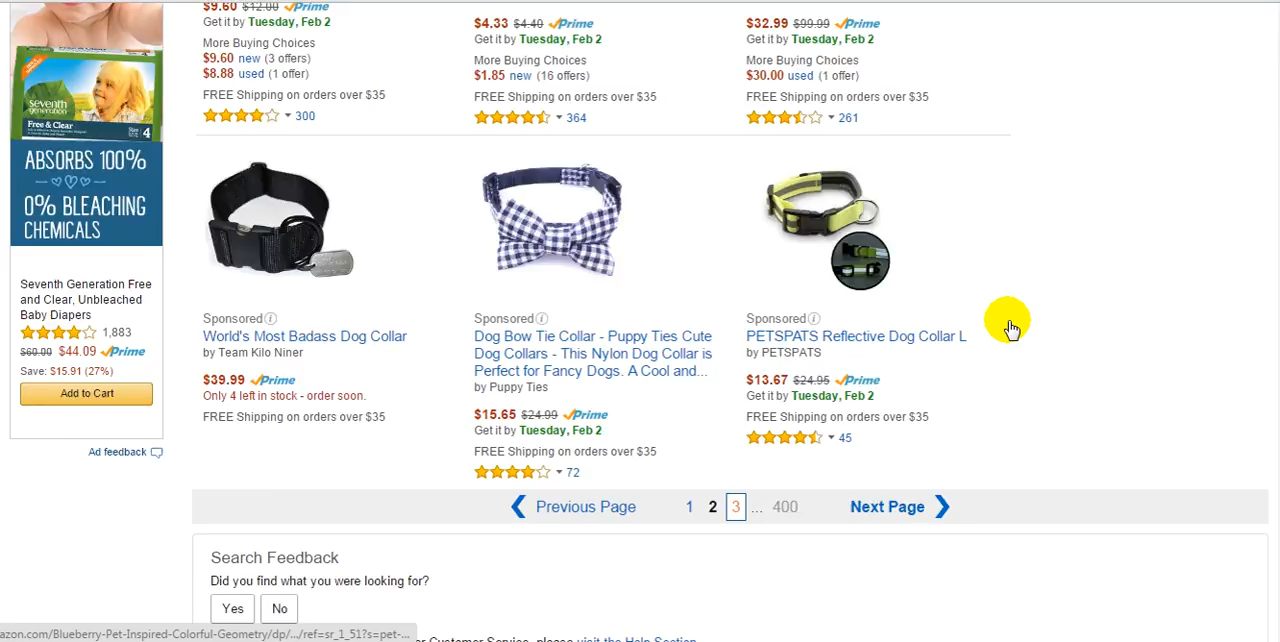 $9.60 $12.00 Prime
Get it by Tuesday, Feb 2
More Buying Choices
$9.60 new (3 offers)
$8.88 used (1 offer)
FREE Shipping on orders over $35
300
$4.33 $4.40 Prime
Get it by Tuesday, Feb 2
More Buying Choices
$1.85 new (16 offers)
FREE Shipping on orders over $35
364
$32.99 $99.99 Prime
Get it by Tuesday, Feb 2
More Buying Choices
$30.00 used (1 offer)
FREE Shipping on orders over $35
261
seventh
generation
Free & Clear
Size 4
ABSORBS 100%
0% BLEACHING
CHEMICALS
Seventh Generation Free
and Clear, Unbleached
Baby Diapers
1,883
$60.00 $44.09 Prime
Save: $15.91 (27%)
Add to Cart
Ad feedback
Sponsored
World's Most Badass Dog Collar
by Team Kilo Niner
$39.99 Prime
Only 4 left in stock - order soon.
FREE Shipping on orders over $35
Sponsored
Dog Bow Tie Collar - Puppy Ties Cute
Dog Collars - This Nylon Dog Collar is
Perfect for Fancy Dogs. A Cool and...
by Puppy Ties
$15.65 $24.99 Prime
Get it by Tuesday, Feb 2
FREE Shipping on orders over $35
72
Sponsored
PETSPATS Reflective Dog Collar L
by PETSPATS
$13.67 $24.95 Prime
Get it by Tuesday, Feb 2
FREE Shipping on orders over $35
45
Previous Page 1 2 3 ... 400 Next Page
Search Feedback
Did you find what you were looking for?
Yes No
azon.com/Blueberry-Pet-Inspired-Colorful-Geometry/dp/.../ref=sr_1_51?s=pet-...
er Customer Service, please visit the Help Section